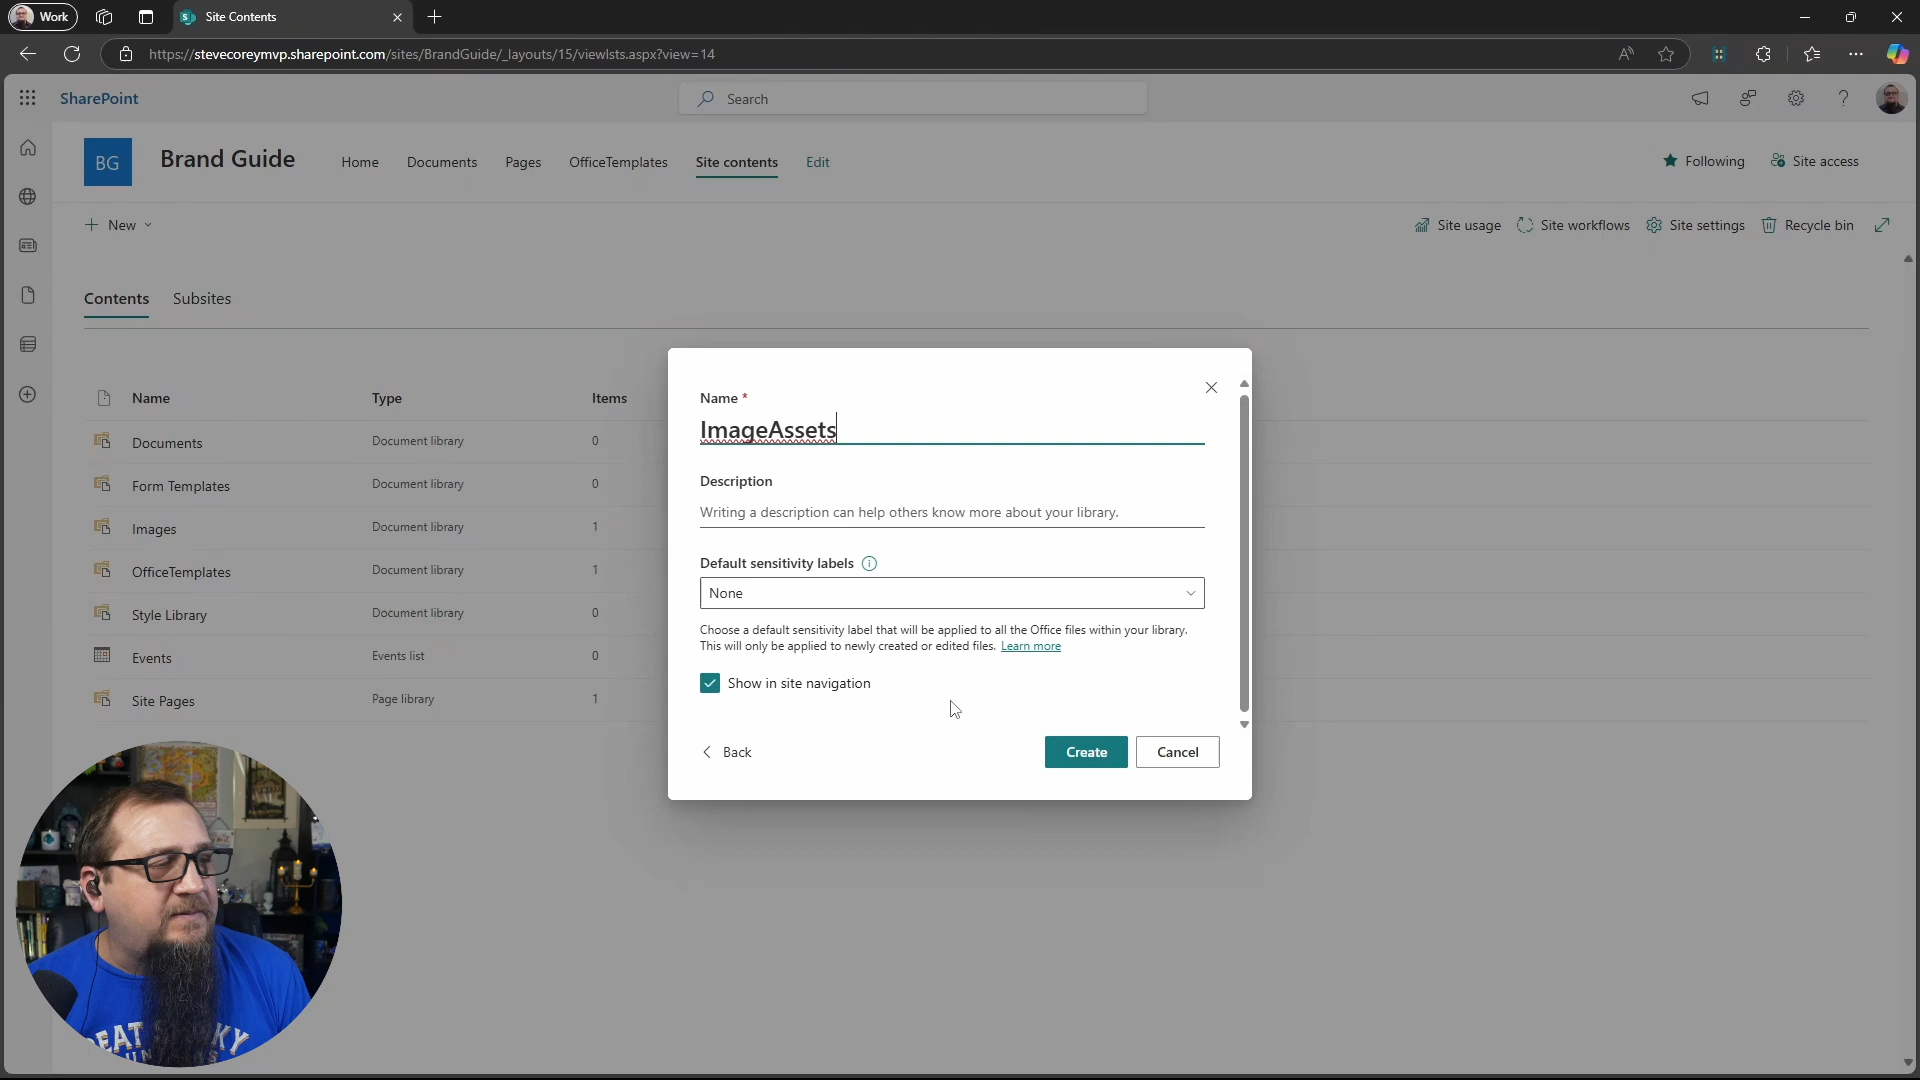 Work
Site Contents
https://stevecoreymvp.sharepoint.com/sites/BrandGuide/_layouts/15/viewlsts.aspx?view=14
SharePoint
Search
BG
Brand Guide
Home
Documents
Pages
OfficeTemplates
Site contents
Edit
Following
Site access
New
Site usage
Site workflows
Site settings
Recycle bin
Contents
Subsites
Name
Type
Items
Documents
Document library
0
Form Templates
Document library
0
Images
Document library
1
OfficeTemplates
Document library
1
Style Library
Document library
0
Events
Events list
0
Site Pages
Page library
1
Name *
ImageAssets
Description
Writing a description can help others know more about your library.
Default sensitivity labels
None
Choose a default sensitivity label that will be applied to all the Office files within your library.
This will only be applied to newly created or edited files. Learn more
Show in site navigation
Back
Create
Cancel